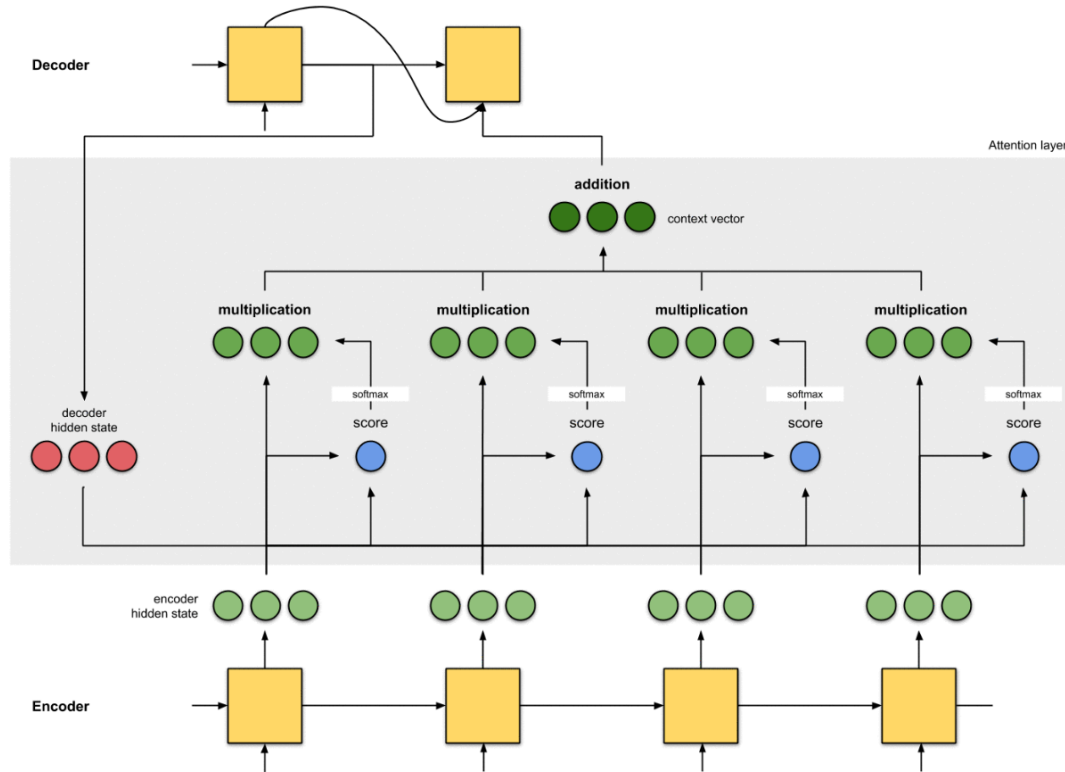 Decoder
Attention layer
addition
context vector
multiplication
multiplication
multiplication
multiplication
softmax
softmax
softmax
softmax
decoder
hidden state
score
score
score
score
encoder
hidden state
Encoder